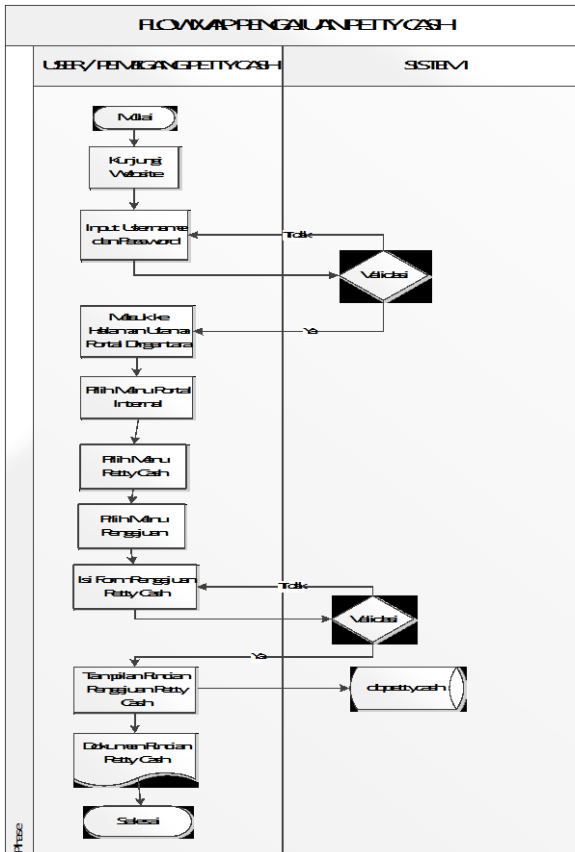 FLOWMAP PENGAJUAN PETTY CASH
USER / PEMEGANG PETTY CASH
SISTEM
Mulai
Kunjungi
Website
Input Username
dan Password
Tidak
Validasi
Masuk ke
Halaman Utama
Portal Dirgantara
Ya
Pilih Menu Portal
Internal
Pilih Menu
Petty Cash
Pilih Menu
Pengajuan
Isi Form Pengajuan
Petty Cash
Tidak
Validasi
Ya
Tampilan Rincian
Pengajuan Petty
Cash
dbpettycash
Dokumen Rincian
Petty Cash
Selesai
Phase